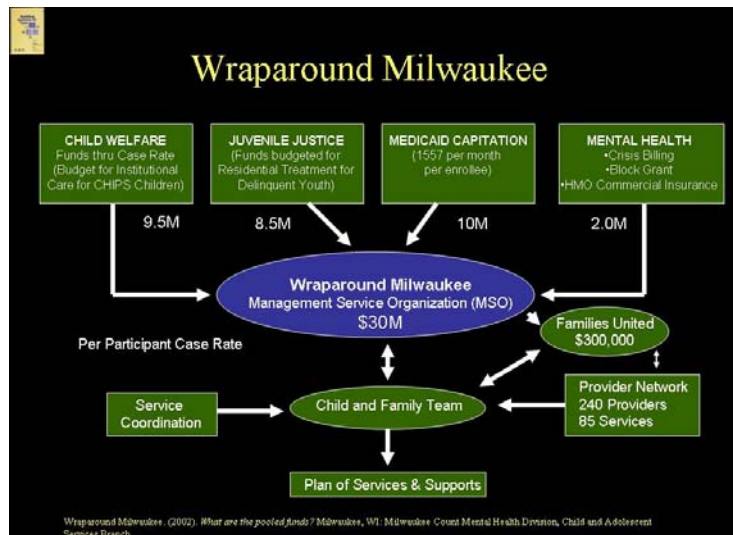 Wraparound Milwaukee
CHILD WELFARE
Funds thru Case Rate
(Budget for Institutional
Care for CHIPS Children)
JUVENILE JUSTICE
(Funds budgeted for
Residential Treatment for
Delinquent Youth)
MEDICAID CAPITATION
(1557 per month
per enrollee)
MENTAL HEALTH
•Crisis Billing
•Block Grant
•HMO Commercial Insurance
9.5M
8.5M
10M
2.0M
Wraparound Milwaukee
Management Service Organization (MSO)
$30M
Families United
$300,000
Per Participant Case Rate
Service
Coordination
Child and Family Team
Provider Network
240 Providers
85 Services
Plan of Services & Supports
Wraparound Milwaukee. (2002). What are the pooled funds? Milwaukee, WI: Milwaukee Count Mental Health Division, Child and Adolescent
Services Branch